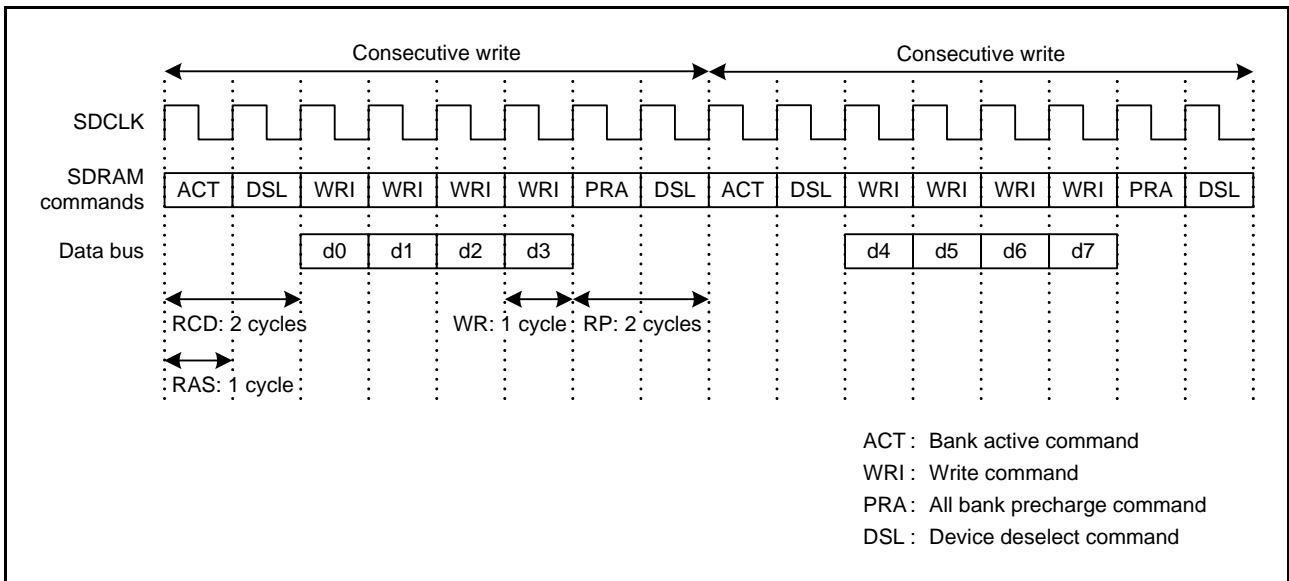 Consecutive write Consecutive write
SDCLK
SDRAM commands ACT DSL WRI WRI WRI WRI PRA DSL ACT DSL WRI WRI WRI WRI PRA DSL
Data bus d0 d1 d2 d3 d4 d5 d6 d7
RCD: 2 cycles WR: 1 cycle RP: 2 cycles
RAS: 1 cycle
ACT : Bank active command
WRI : Write command
PRA : All bank precharge command
DSL : Device deselect command